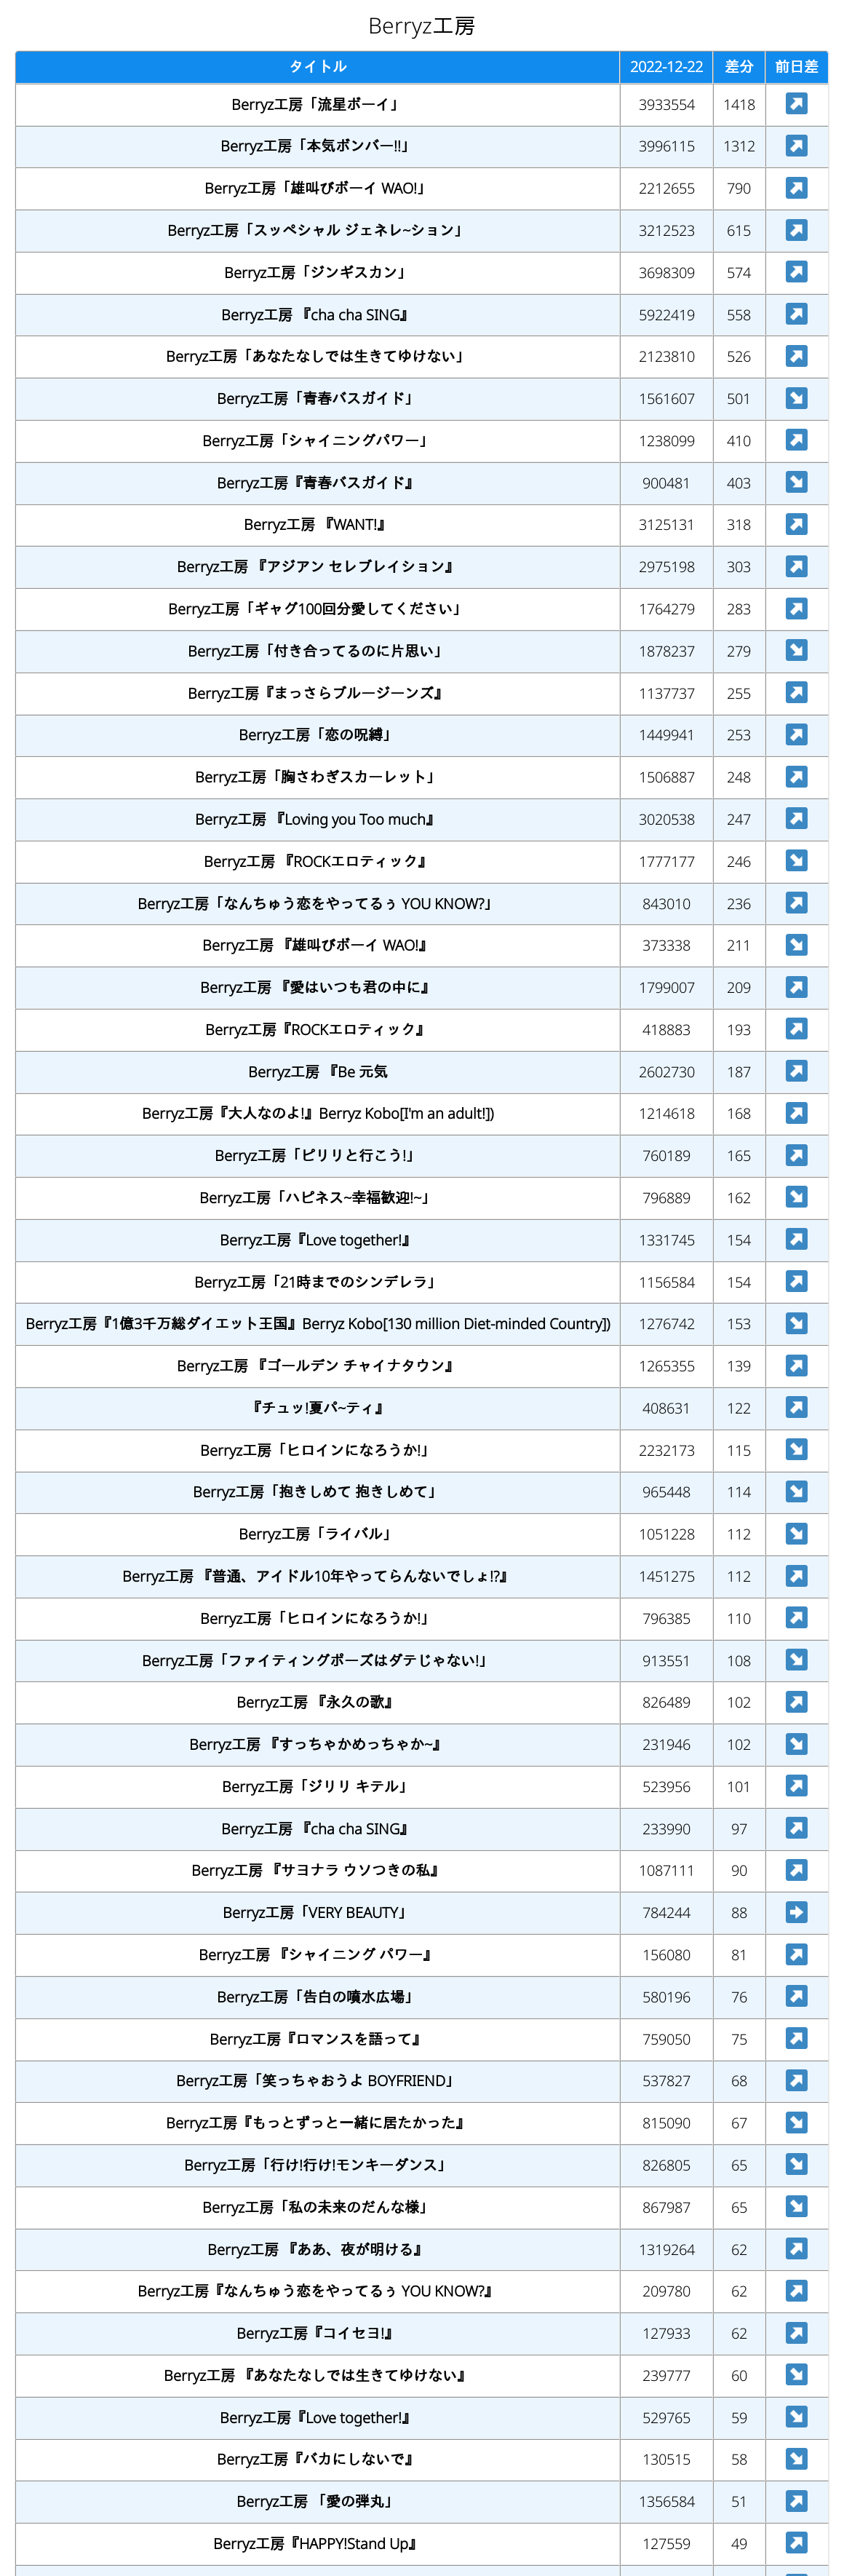 Berryz工房
タイトル 2022-12-22 差分 前日差
Berryz工房「流星ボーイ」 3933554 1418 ↗
Berryz工房「本気ボンバー!!」 3996115 1312 ↗
Berryz工房「雄叫びボーイ WAO!」 2212655 790 ↗
Berryz工房「スッペシャル ジェネレ~ション」 3212523 615 ↗
Berryz工房「ジンギスカン」 3698309 574 ↗
Berryz工房 『cha cha SING』 5922419 558 ↗
Berryz工房「あなたなしでは生きてゆけない」 2123810 526 ↗
Berryz工房「青春バスガイド」 1561607 501 ↘
Berryz工房「シャイニングパワー」 1238099 410 ↗
Berryz工房『青春バスガイド』 900481 403 ↘
Berryz工房 『WANT!』 3125131 318 ↗
Berryz工房 『アジアン セレブレイション』 2975198 303 ↗
Berryz工房「ギャグ100回分愛してください」 1764279 283 ↗
Berryz工房「付き合ってるのに片思い」 1878237 279 ↘
Berryz工房『まっさらブルージーンズ』 1137737 255 ↗
Berryz工房「恋の呪縛」 1449941 253 ↗
Berryz工房「胸さわぎスカーレット」 1506887 248 ↗
Berryz工房 『Loving you Too much』 3020538 247 ↗
Berryz工房 『ROCKエロティック』 1777177 246 ↘
Berryz工房「なんちゅう恋をやってるぅ YOU KNOW?」 843010 236 ↗
Berryz工房 『雄叫びボーイ WAO!』 373338 211 ↘
Berryz工房 『愛はいつも君の中に』 1799007 209 ↗
Berryz工房『ROCKエロティック』 418883 193 ↗
Berryz工房 『Be 元気 2602730 187 ↗
Berryz工房『大人なのよ!』Berryz Kobo[I'm an adult!]) 1214618 168 ↗
Berryz工房「ピリリと行こう!」 760189 165 ↗
Berryz工房「ハピネス~幸福歓迎!~」 796889 162 ↘
Berryz工房『Love together!』 1331745 154 ↗
Berryz工房「21時までのシンデレラ」 1156584 154 ↗
Berryz工房『1億3千万総ダイエット王国』Berryz Kobo[130 million Diet-minded Country]) 1276742 153 ↘
Berryz工房 『ゴールデン チャイナタウン』 1265355 139 ↗
『チュッ!夏パ~ティ』 408631 122 ↗
Berryz工房「ヒロインになろうか!」 2232173 115 ↘
Berryz工房「抱きしめて 抱きしめて」 965448 114 ↘
Berryz工房「ライバル」 1051228 112 ↘
Berryz工房 『普通、アイドル10年やってらんないでしょ!?』 1451275 112 ↗
Berryz工房「ヒロインになろうか!」 796385 110 ↗
Berryz工房「ファイティングポーズはダテじゃない!」 913551 108 ↘
Berryz工房 『永久の歌』 826489 102 ↗
Berryz工房 『すっちゃかめっちゃか~』 231946 102 ↘
Berryz工房「ジリリ キテル」 523956 101 ↗
Berryz工房 『cha cha SING』 233990 97 ↗
Berryz工房 『サヨナラ ウソつきの私』 1087111 90 ↗
Berryz工房「VERY BEAUTY」 784244 88 ➡
Berryz工房 『シャイニング パワー』 156080 81 ↗
Berryz工房「告白の噴水広場」 580196 76 ↗
Berryz工房『ロマンスを語って』 759050 75 ↗
Berryz工房「笑っちゃおうよ BOYFRIEND」 537827 68 ↗
Berryz工房『もっとずっと一緒に居たかった』 815090 67 ↘
Berryz工房「行け!行け!モンキーダンス」 826805 65 ↘
Berryz工房「私の未来のだんな様」 867987 65 ↘
Berryz工房 『ああ、夜が明ける』 1319264 62 ↗
Berryz工房『なんちゅう恋をやってるぅ YOU KNOW?』 209780 62 ↗
Berryz工房『コイセヨ!』 127933 62 ↗
Berryz工房 『あなたなしでは生きてゆけない』 239777 60 ↘
Berryz工房『Love together!』 529765 59 ↘
Berryz工房『バカにしないで』 130515 58 ↘
Berryz工房 「愛の弾丸」 1356584 51 ↗
Berryz工房『HAPPY!Stand Up』 127559 49 ↗